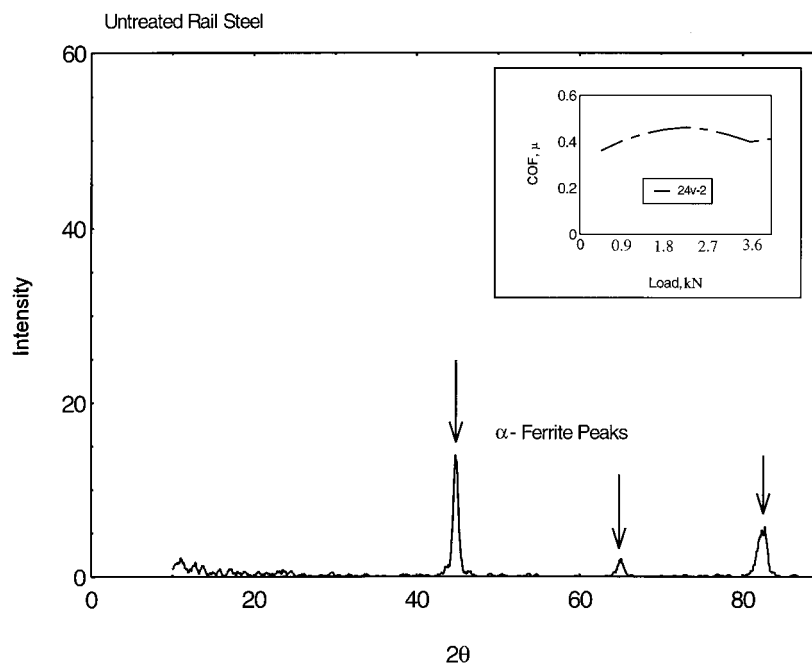 Untreated Rail Steel
60
40
20
0
Intensity
0 20 40 60 80
2θ
α - Ferrite Peaks
0.6
0.4
0.2
0
COF, μ
24v-2
0 0.9 1.8 2.7 3.6
Load, kN